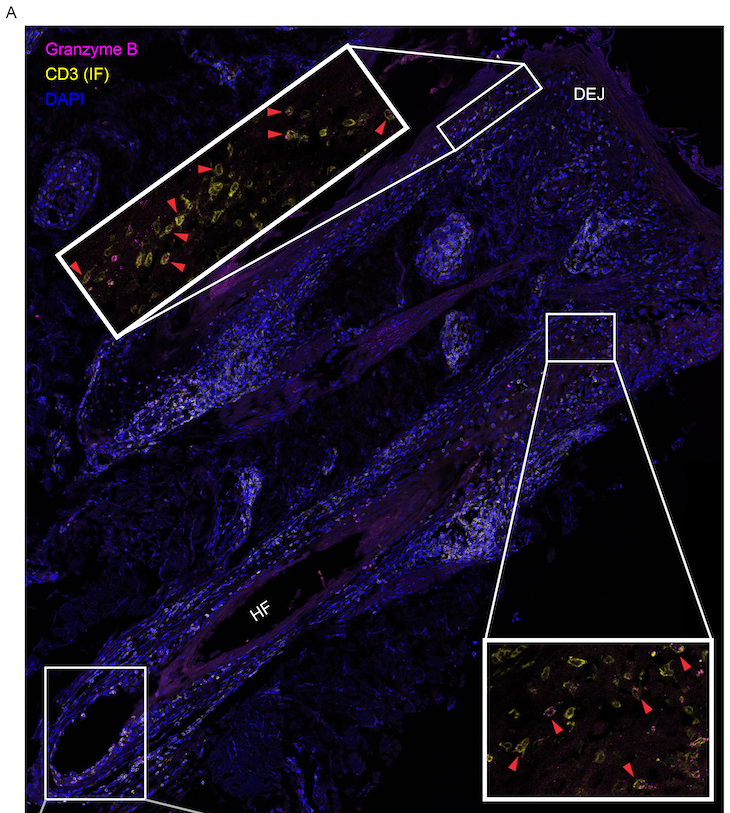 A
Granzyme B
CD3 (IF)
DAPI
DEJ
HF